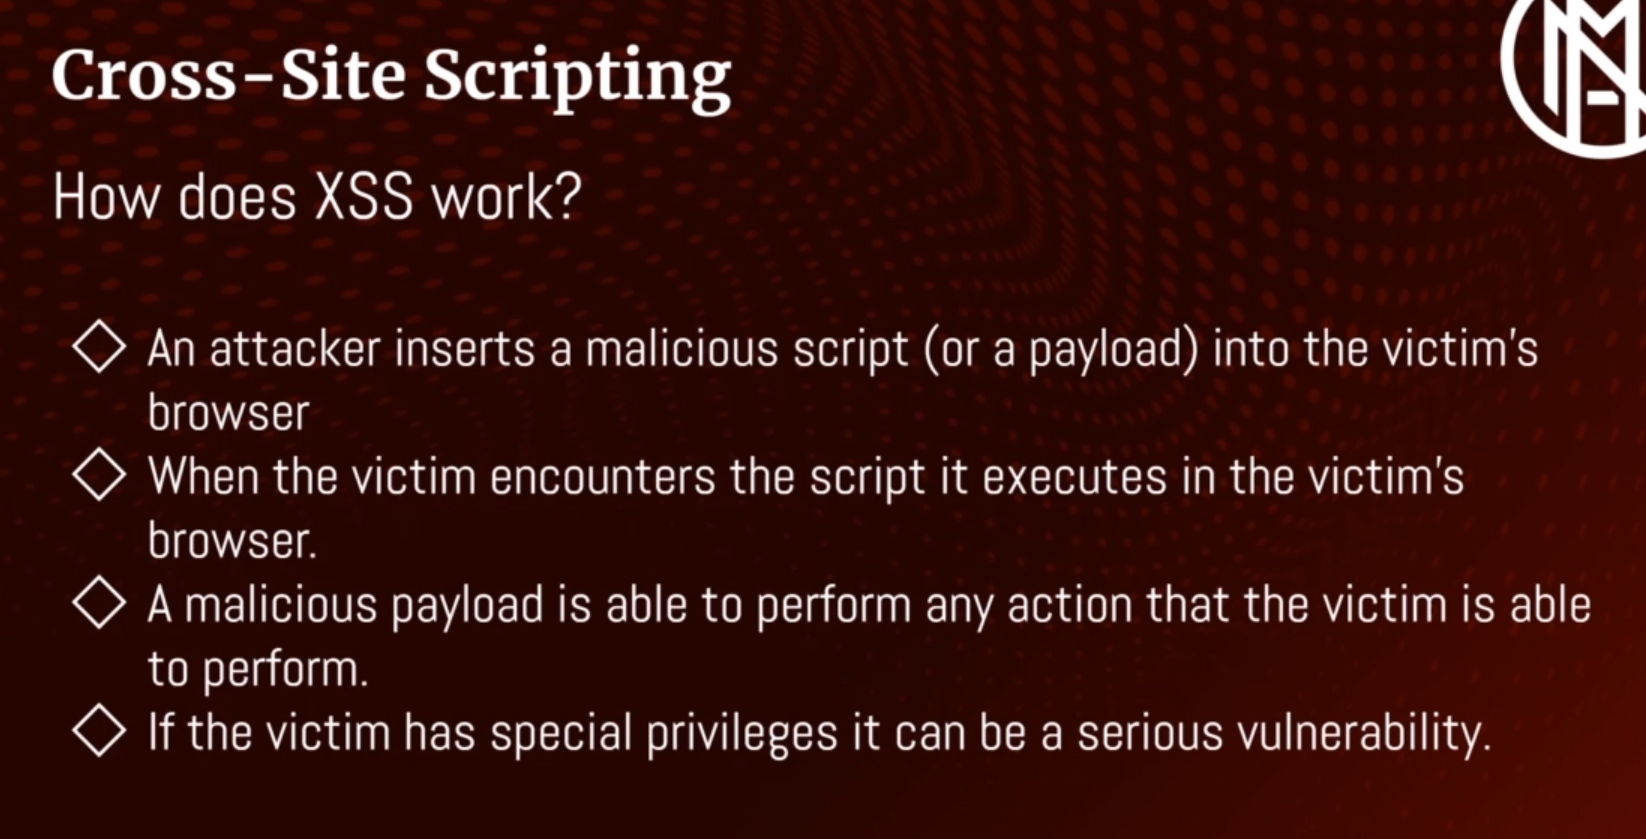 Cross-Site Scripting
How does XSS work?
An attacker inserts a malicious script (or a payload) into the victim's
browser
When the victim encounters the script it executes in the victim's
browser.
A malicious payload is able to perform any action that the victim is able
to perform.
If the victim has special privileges it can be a serious vulnerability.